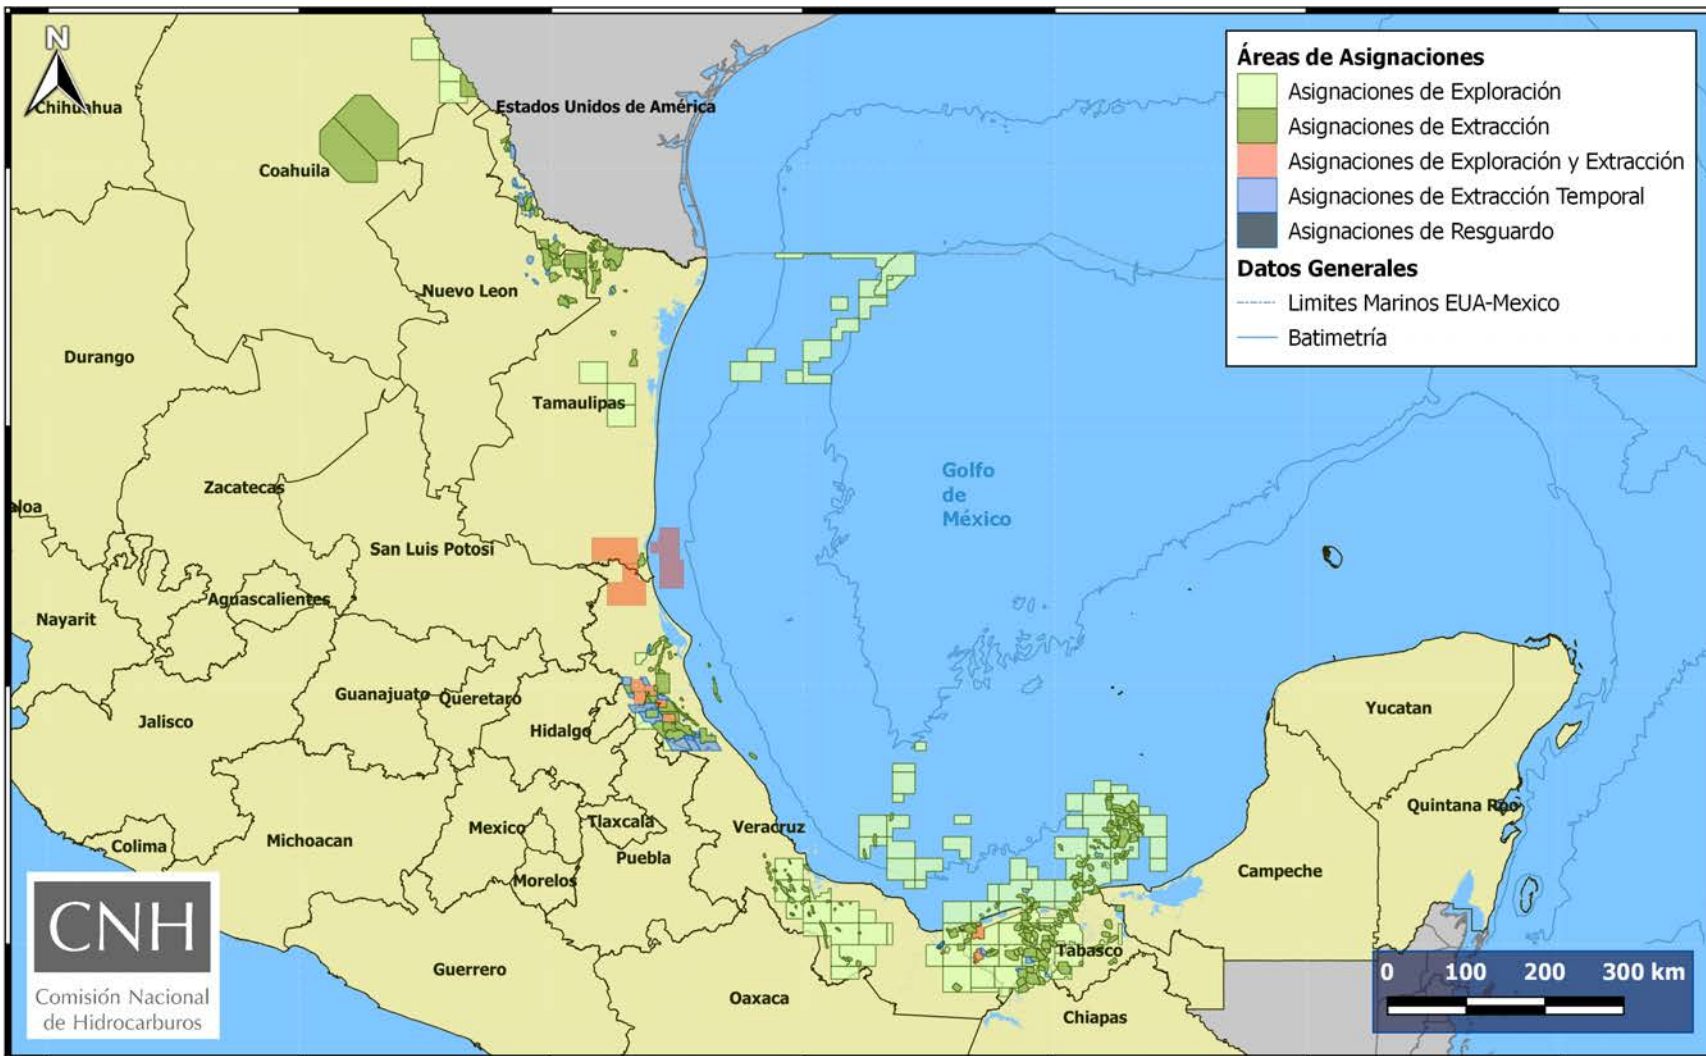 N
Chihuahua
Estados Unidos de América
Coahuila
Nuevo Leon
Durango
Tamaulipas
Zacatecas
aloa
San Luis Potosi
Golfo
de
México
Aguascalientes
Nayarit
Guanajuato
Queretaro
Jalisco
Hidalgo
Yucatan
Quintana Roo
Mexico
Tlaxcala
Veracruz
Colima
Michoacan
Puebla
Morelos
Campeche
Tabasco
Guerrero
Oaxaca
Chiapas
Áreas de Asignaciones
Asignaciones de Exploración
Asignaciones de Extracción
Asignaciones de Exploración y Extracción
Asignaciones de Extracción Temporal
Asignaciones de Resguardo
Datos Generales
Limites Marinos EUA-Mexico
Batimetría
CNH
Comisión Nacional
de Hidrocarburos
0 100 200 300 km